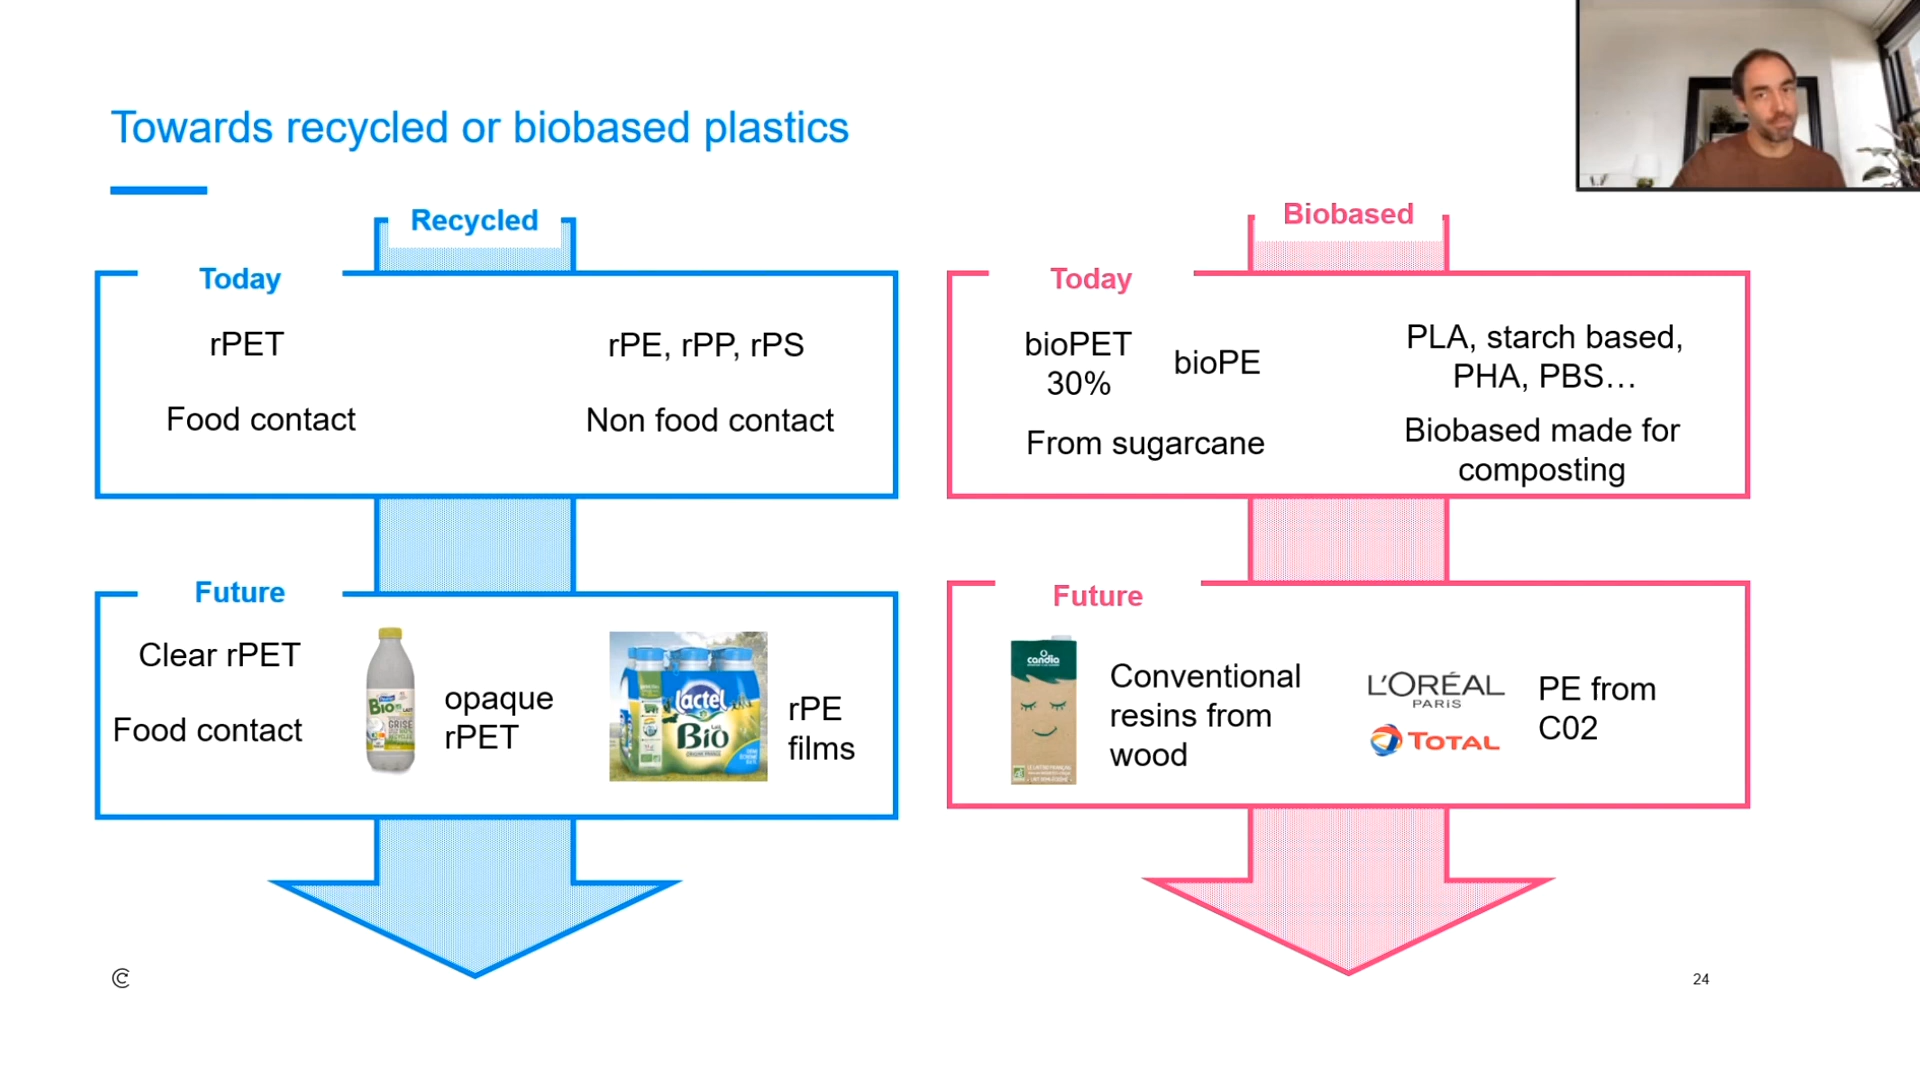 Towards recycled or biobased plastics
Recycled
Today
rPET
Food contact
rPE, rPP, rPS
Non food contact
Future
Clear rPET
Food contact
BIO
GRISE
opaque
rPET
lactel
Bio
rPE
films
Biobased
Today
bioPET
30%
bioPE
From sugarcane
PLA, starch based,
PHA, PBS…
Biobased made for
composting
Future
candia
Conventional
resins from
wood
L'ORÉAL
PARIS
TOTAL
PE from
C02
24